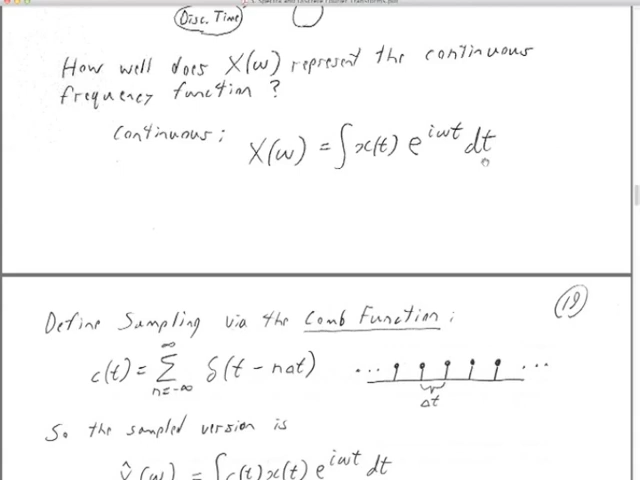 Disc. Time
How well does X(ω) represent the continuous
frequency function ?
Continuous: X(ω) = ∫ x(t) e^{iωt} dt
19
Define Sampling via the Comb Function:
c(t) = ∑_{n=-∞}^{∞} δ(t - nΔt) ... ...
Δt
So the sampled version is
X̂(ω) = ∫ c(t) x(t) e^{iωt} dt